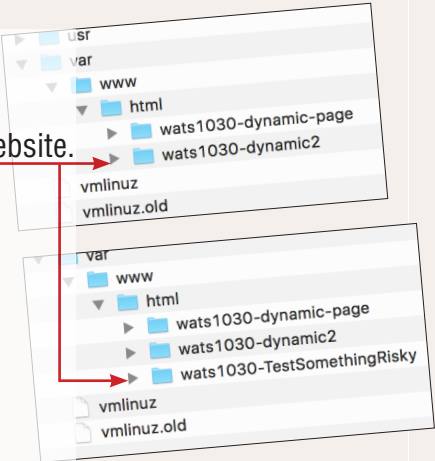 usr
var
www
html
wats1030-dynamic-page
wats1030-dynamic2
vmlinuz
vmlinuz.old
website.
var
www
html
wats1030-dynamic-page
wats1030-dynamic2
wats1030-TestSomethingRisky
vmlinuz
vmlinuz.old